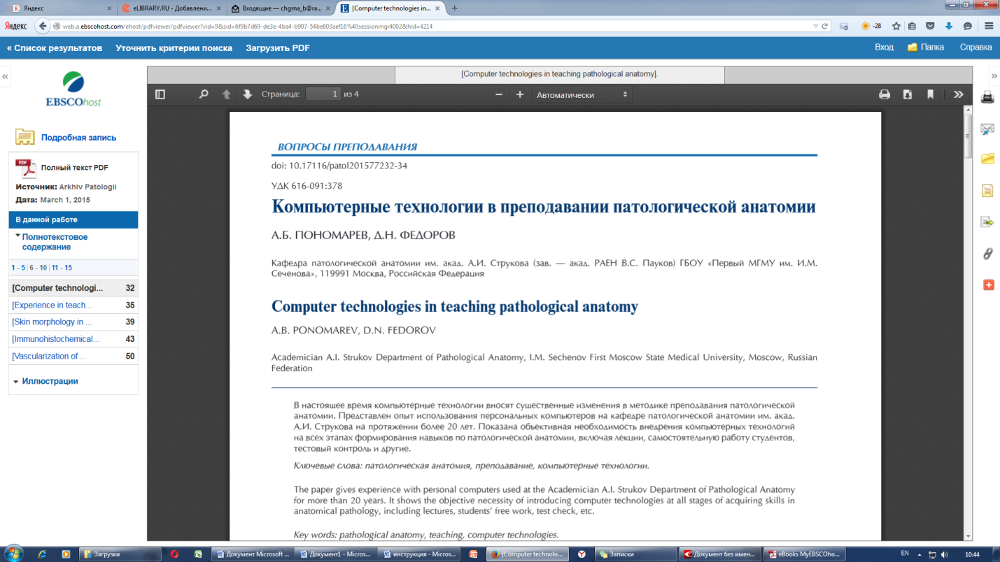 Яндекс
eLIBRARY.RU - Добавлени...
Входящие — chgma_b@ra...
[Computer technologies in...
Яндекс
web.a.ebscohost.com/ehost/pdfviewer/pdfviewer?vid=9&sid=6f9b7d69-de3e-4ba4-b907-54be603aef16%40sessionmgr4002&hid=4214
-28
« Список результатов Уточнить критерии поиска Загрузить PDF
Вход Папка Справка
[Computer technologies in teaching pathological anatomy].
Страница: 1 из 4
Автоматически
EBSCOhost
Подробная запись
PDF
Полный текст PDF
Источник: Arkhiv Patologii
Дата: March 1, 2015
В данной работе
Полнотекстовое
содержание
1 - 5 | 6 - 10 | 11 - 15
[Computer technologi... 32
[Experience in teach... 35
[Skin morphology in ... 39
[Immunohistochemical... 43
[Vascularization of ... 50
Иллюстрации
ВОПРОСЫ ПРЕПОДАВАНИЯ
doi: 10.17116/patol201577232-34
УДК 616-091:378
Компьютерные технологии в преподавании патологической анатомии
А.Б. ПОНОМАРЕВ, Д.Н. ФЕДОРОВ
Кафедра патологической анатомии им. акад. А.И. Струкова (зав. — акад. РАЕН В.С. Пауков) ГБОУ «Первый МГМУ им. И.М.
Сеченова», 119991 Москва, Российская Федерация
Computer technologies in teaching pathological anatomy
A.B. PONOMAREV, D.N. FEDOROV
Academician A.I. Strukov Department of Pathological Anatomy, I.M. Sechenov First Moscow State Medical University, Moscow, Russian
Federation
В настоящее время компьютерные технологии вносят существенные изменения в методике преподавания патологической
анатомии. Представлен опыт использования персональных компьютеров на кафедре патологической анатомии им. акад.
А.И. Струкова на протяжении более 20 лет. Показана объективная необходимость внедрения компьютерных технологий
на всех этапах формирования навыков по патологической анатомии, включая лекции, самостоятельную работу студентов,
тестовый контроль и другие.
Ключевые слова: патологическая анатомия, преподавание, компьютерные технологии.
The paper gives experience with personal computers used at the Academician A.I. Strukov Department of Pathological Anatomy
for more than 20 years. It shows the objective necessity of introducing computer technologies at all stages of acquiring skills in
anatomical pathology, including lectures, students' free work, test check, etc.
Key words: pathological anatomy, teaching, computer technologies.
Загрузки
Документ Microsoft ...
Документ1 - Micros...
инструкция - Micros...
[Computer technolo...
Записки
Документ без имен...
eBooks MyEBSCOho...
EN
10:44